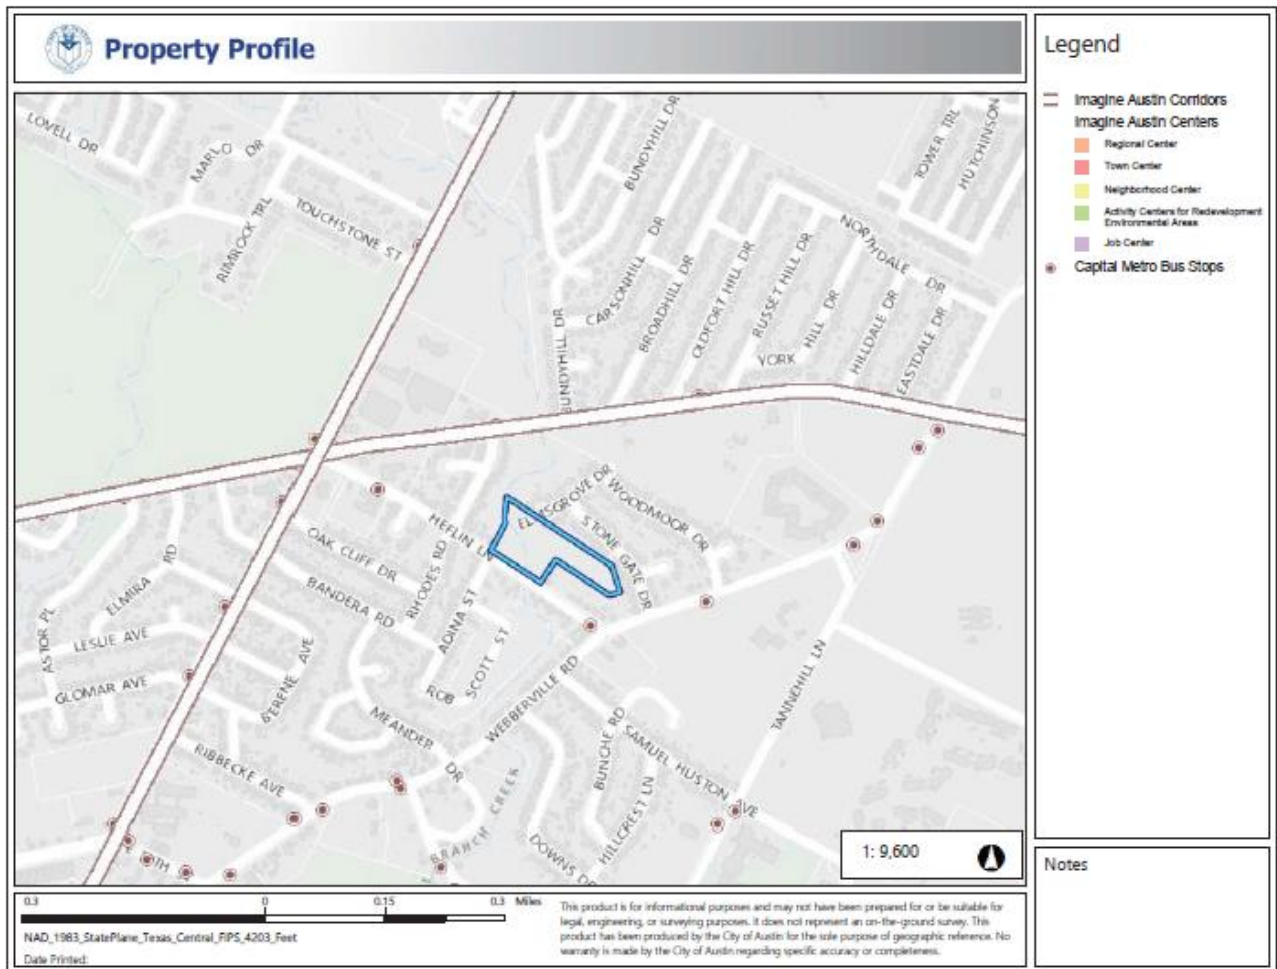 Property Profile
LOVELL DR
MARLO DR
RIMROCK TRL
TOUCHSTONE ST
BUNDYHILL DR
BUNDYHILL DR
CARSONHILL DR
BROADHILL DR
OLDFORT HILL DR
RUSSET HILL DR
YORK HILL DR
HILLDALE DR
EASTDALE DR
NORTHDALE DR
TOWER TRL
HUTCHINSON
ELMSGROVE DR
WOODMOOR DR
STONE GATE DR
HEFLIN LN
OAK CLIFF DR
BANDERA RD
RHODES RD
ADINA ST
ROB SCOTT ST
ASTOR PL
ELMIRA RD
LESLIE AVE
GLOMAR AVE
BERENE AVE
MEANDER DR
RIBBECKE AVE
WEBBERVILLE RD
BRANCH CREEK
BUNCHE RD
SAMUEL HUSTON AVE
HILLCREST LN
DOWNS DR
TANNEHILL LN
1: 9,600
Legend
Imagine Austin Corridors
Imagine Austin Centers
Regional Center
Town Center
Neighborhood Center
Activity Centers for Redevelopment
Environmental Areas
Job Center
Capital Metro Bus Stops
Notes
0.3 0 0.15 0.3 Miles
NAD_1983_StatePlane_Texas_Central_FIPS_4203_Feet
Date Printed:
This product is for informational purposes and may not have been prepared for or be suitable for
legal, engineering, or surveying purposes. It does not represent an on-the-ground survey. This
product has been produced by the City of Austin for the sole purpose of geographic reference. No
warranty is made by the City of Austin regarding specific accuracy or completeness.